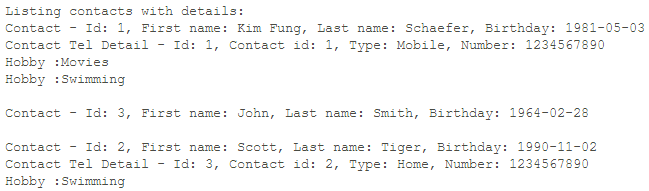 Listing contacts with details:
Contact - Id: 1, First name: Kim Fung, Last name: Schaefer, Birthday: 1981-05-03
Contact Tel Detail - Id: 1, Contact id: 1, Type: Mobile, Number: 1234567890
Hobby :Movies
Hobby :Swimming
Contact - Id: 3, First name: John, Last name: Smith, Birthday: 1964-02-28
Contact - Id: 2, First name: Scott, Last name: Tiger, Birthday: 1990-11-02
Contact Tel Detail - Id: 3, Contact id: 2, Type: Home, Number: 1234567890
Hobby :Swimming